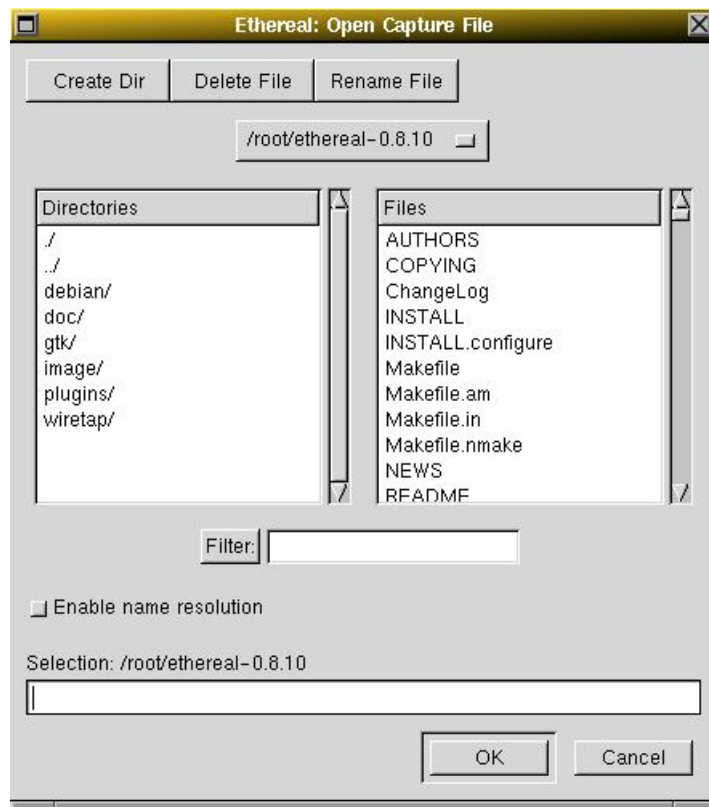 Ethereal: Open Capture File
Create Dir Delete File Rename File
/root/ethereal-0.8.10
Directories
./
../
debian/
doc/
gtk/
image/
plugins/
wiretap/
Files
AUTHORS
COPYING
ChangeLog
INSTALL
INSTALL.configure
Makefile
Makefile.am
Makefile.in
Makefile.nmake
NEWS
README
Filter:
Enable name resolution
Selection: /root/ethereal-0.8.10
OK Cancel